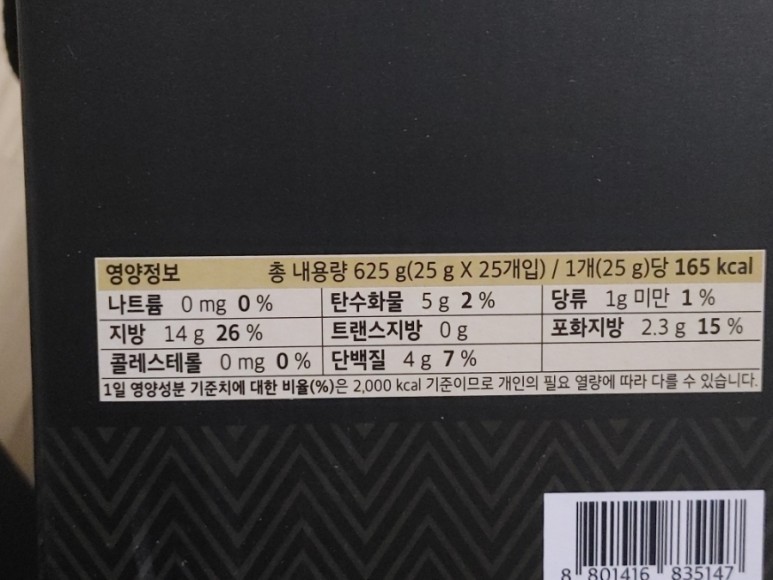 영양정보 총 내용량 625 g(25 g X 25개입) / 1개(25 g)당 165 kcal
나트륨 0 mg 0 % 탄수화물 5 g 2 % 당류 1g 미만 1 %
지방 14 g 26 % 트랜스지방 0 g 포화지방 2.3 g 15 %
콜레스테롤 0 mg 0 % 단백질 4 g 7 %
1일 영양성분 기준치에 대한 비율(%)은 2,000 kcal 기준이므로 개인의 필요 열량에 따라 다를 수 있습니다.
8 801416 835147